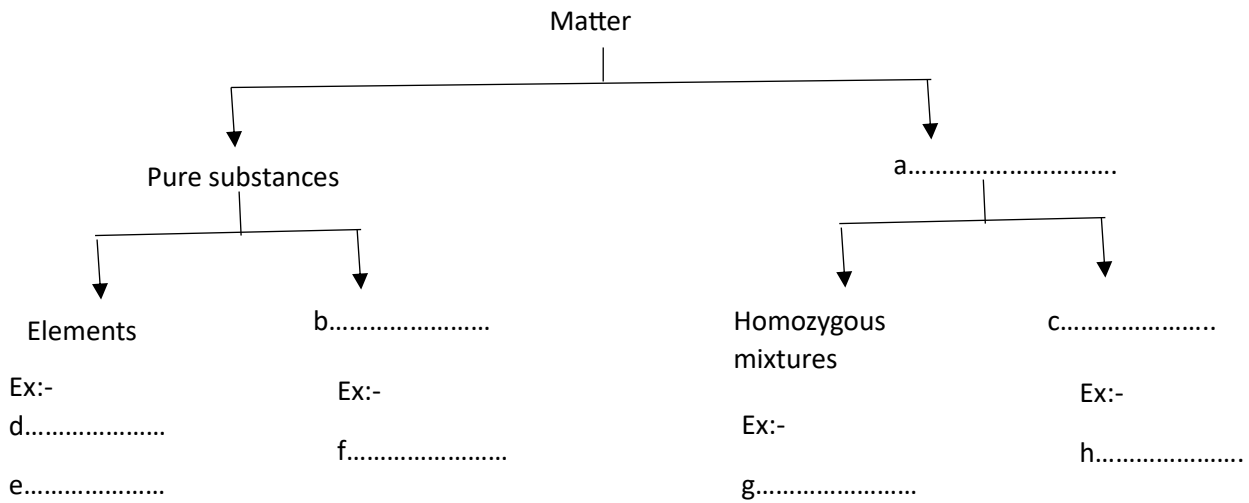 Matter
Pure substances
a................................
Elements
b........................
Homozygous
mixtures
c.......................
Ex:-
Ex:-
Ex:-
Ex:-
d.....................
f........................
h......................
e.....................
g........................